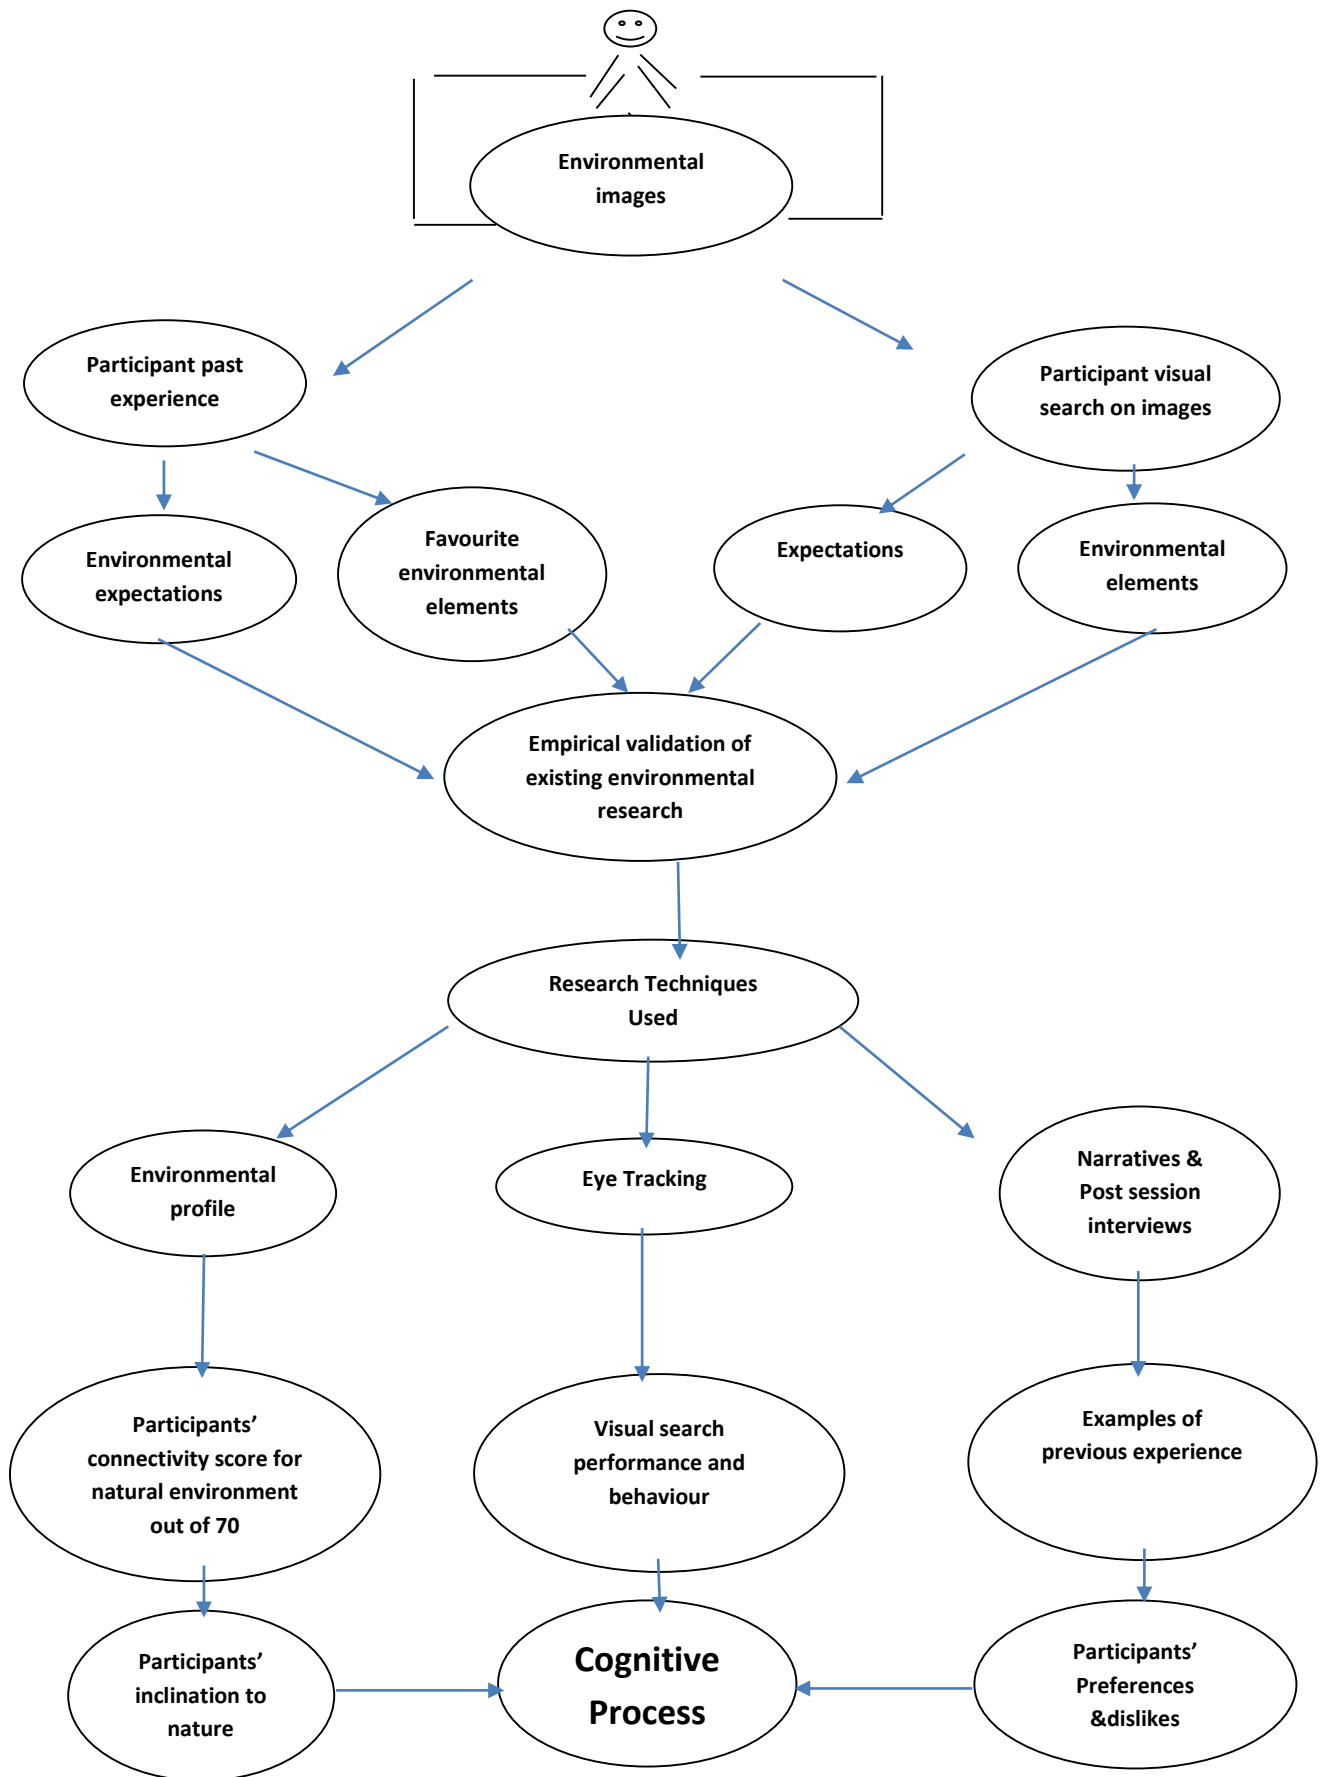 Environmental
images
Participant past
experience
Participant visual
search on images
Environmental
expectations
Favourite
environmental
elements
Expectations
Environmental
elements
Empirical validation of
existing environmental
research
Research Techniques
Used
Environmental
profile
Eye Tracking
Narratives &
Post session
interviews
Participants’
connectivity score for
natural environment
out of 70
Visual search
performance and
behaviour
Examples of
previous experience
Participants’
inclination to
nature
Cognitive
Process
Participants’
Preferences
&dislikes